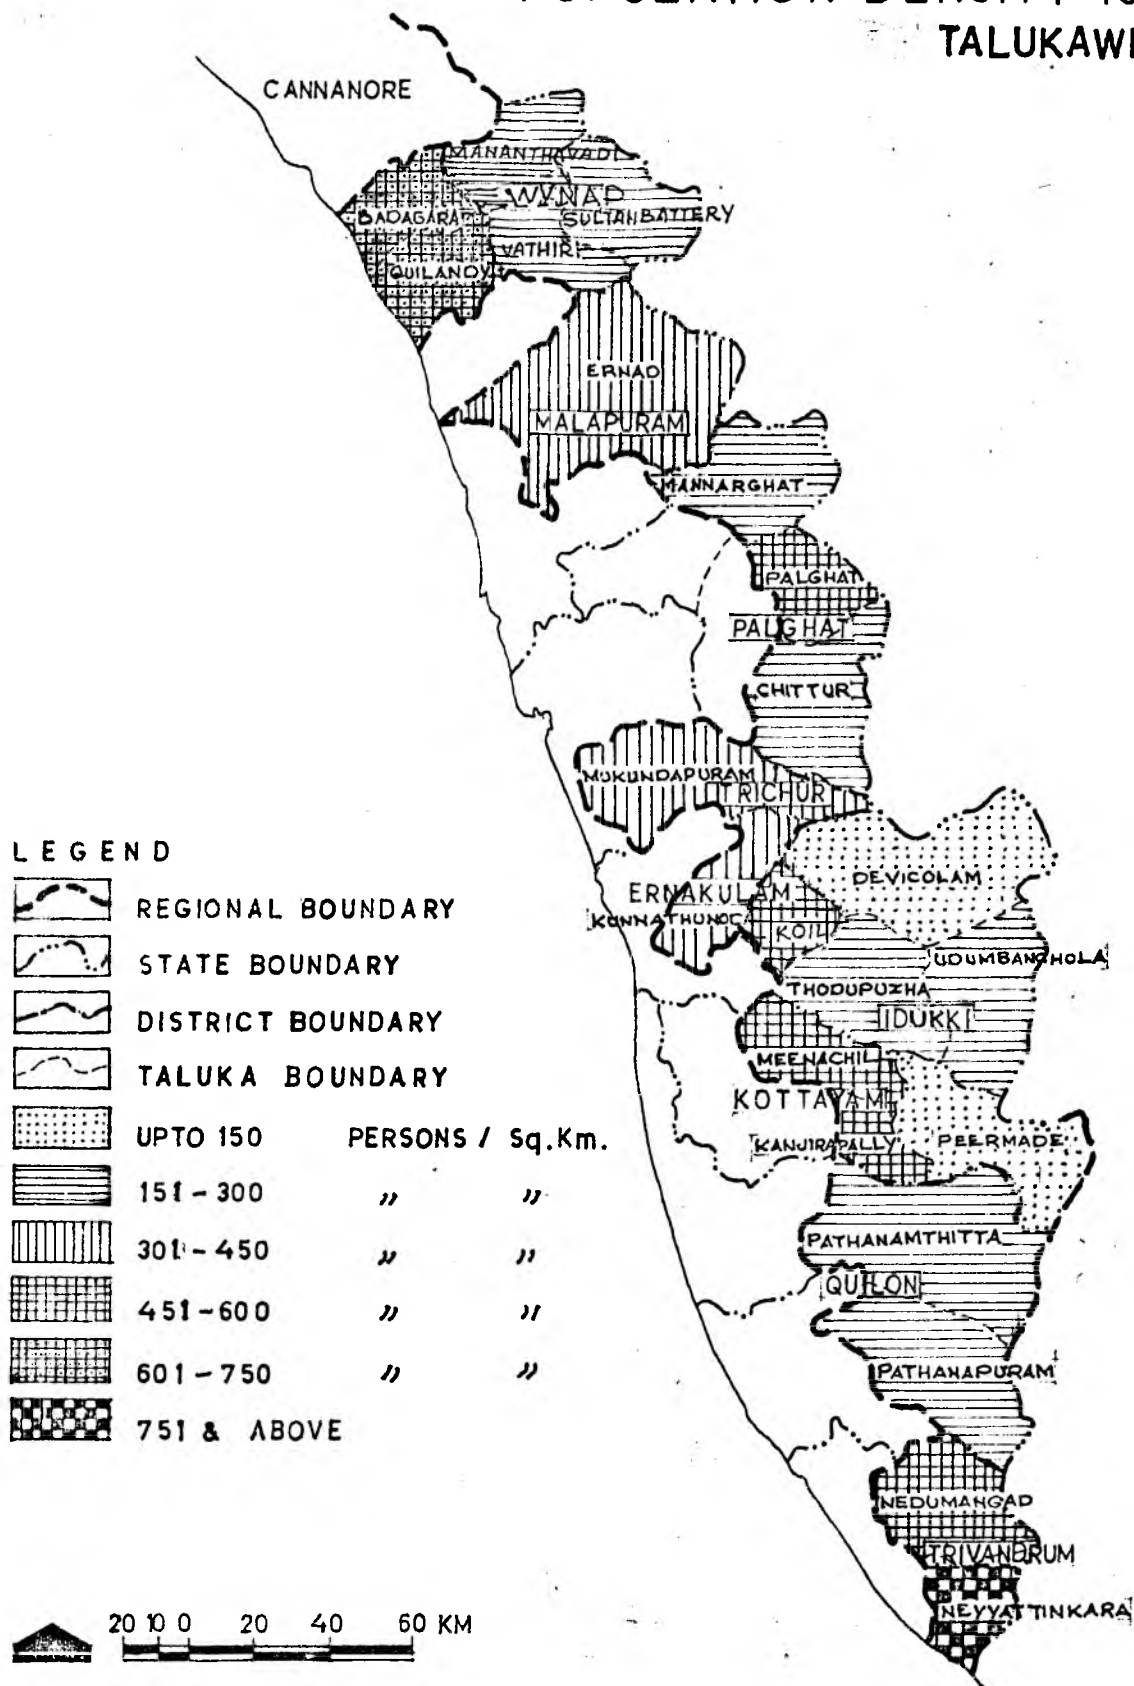 POPULATION DENSITY
TALUKAWI
CANNANORE
MANANTHAVADI
WYNAD
BADAGARA
SULTANBATTERY
VATHIRI
QUILANDY
ERNAD
MALAPURAM
MANNARGHAT
PALGHAT
PALGHAT
CHITTUR
MUKUNDAPURAM
TRICHUR
LEGEND
REGIONAL BOUNDARY
STATE BOUNDARY
DISTRICT BOUNDARY
TALUKA BOUNDARY
UPTO 150 PERSONS / Sq.Km.
151-300 " "
301-450 " "
451-600 " "
601-750 " "
751 & ABOVE
DEVICOLAM
ERNAKULAM
KUNNATHUNOC
KOIL
UDUMBANCHOLA
THODUPUZHA
IDUKKI
MEENACHIL
KOTTAYAM
KANJIRAPALLY
PEERMADE
PATHANAMTHITTA
QUILON
PATHANAPURAM
NEDUMANGAD
TRIVANDRUM
NEYYATTINKARA
20 10 0 20 40 60 KM